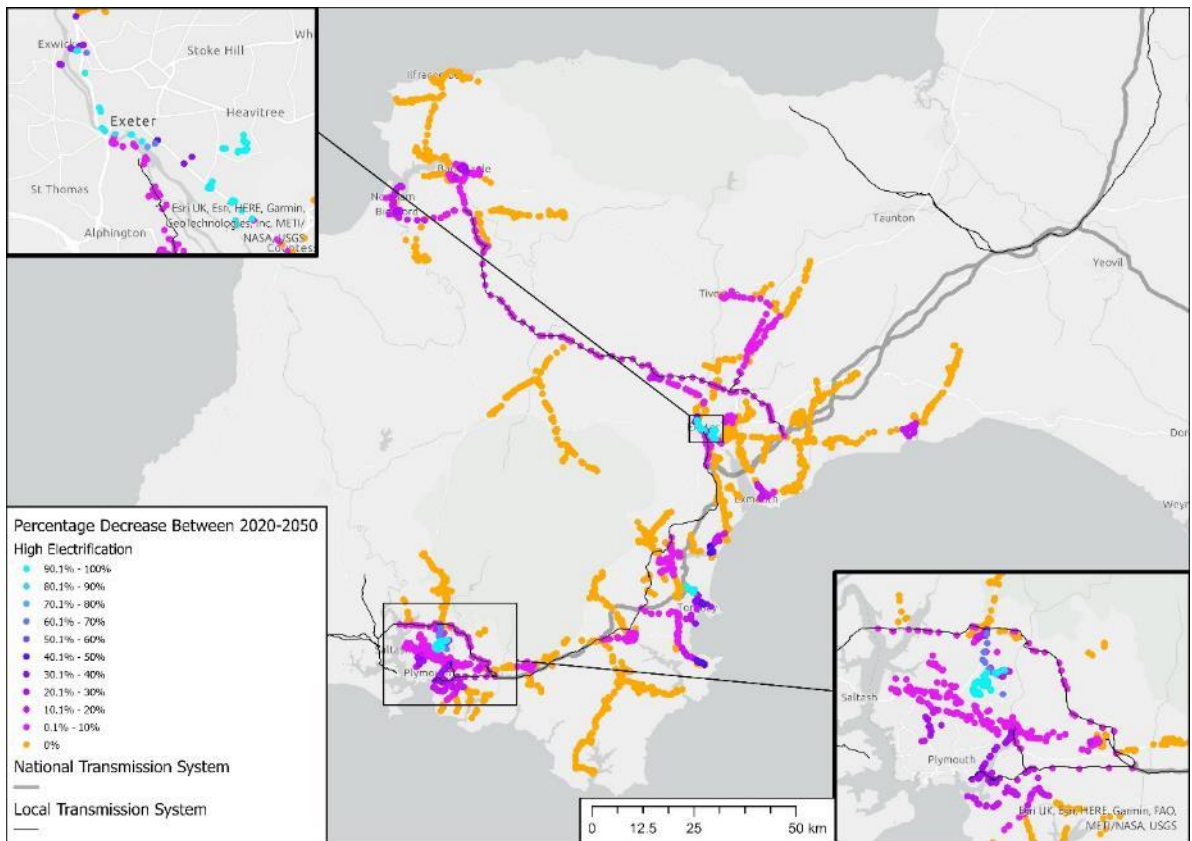 Exwick
Stoke Hill
Heavitree
Exeter
St Thomas
Alphington
Esri UK, Esri, HERE, Garmin,
GeoTechnologies, Inc, METI/
NASA, USGS
Taunton
Yeovil
Exmouth
Percentage Decrease Between 2020-2050
High Electrification
90.1% - 100%
80.1% - 90%
70.1% - 80%
60.1% - 70%
50.1% - 60%
40.1% - 50%
30.1% - 40%
20.1% - 30%
10.1% - 20%
0.1% - 10%
0%
National Transmission System
Local Transmission System
0 12.5 25 50 km
Saltash
Plymouth
Esri UK, Esri, HERE, Garmin, FAO,
METI/NASA, USGS